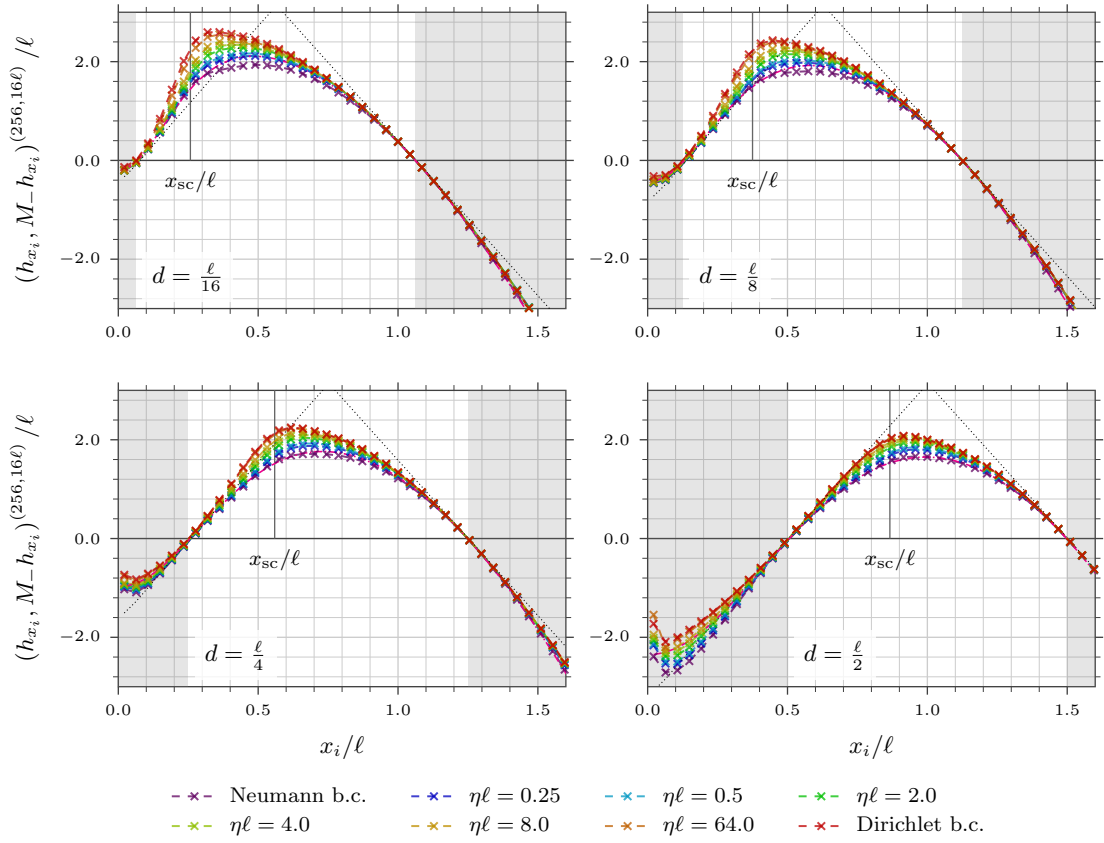 (h_{x_i}, M_− h_{x_i})^{(256,16ℓ)} /ℓ
2.0
0.0
−2.0
x_sc/ℓ
d = ℓ/16
0.0 0.5 1.0 1.5
2.0
0.0
−2.0
x_sc/ℓ
d = ℓ/8
0.0 0.5 1.0 1.5
(h_{x_i}, M_− h_{x_i})^{(256,16ℓ)} /ℓ
2.0
0.0
−2.0
x_sc/ℓ
d = ℓ/4
0.0 0.5 1.0 1.5
x_i/ℓ
2.0
0.0
−2.0
x_sc/ℓ
d = ℓ/2
0.0 0.5 1.0 1.5
x_i/ℓ
Neumann b.c. ηℓ = 0.25 ηℓ = 0.5 ηℓ = 2.0
ηℓ = 4.0 ηℓ = 8.0 ηℓ = 64.0 Dirichlet b.c.